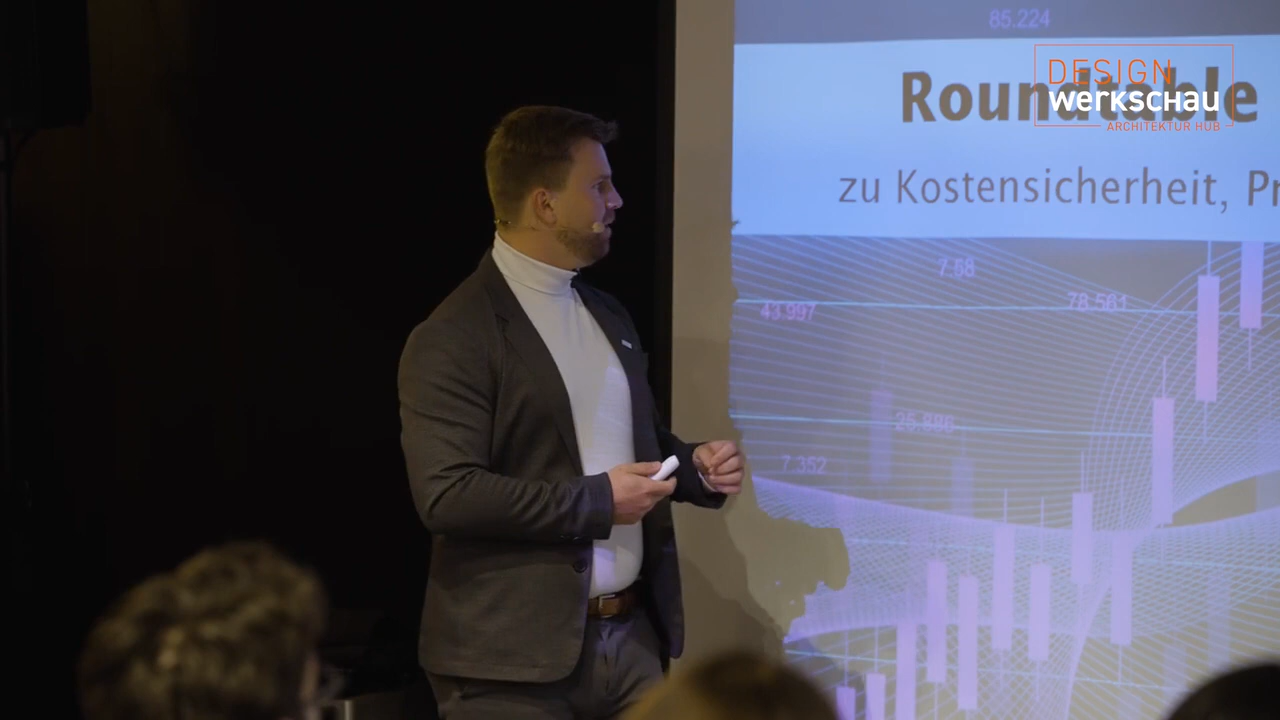 85.224
DESIGN
werkschau
ARCHITEKTUR HUB
Roundtable
zu Kostensicherheit,
7.58
43.997
78.561
25.886
7.352